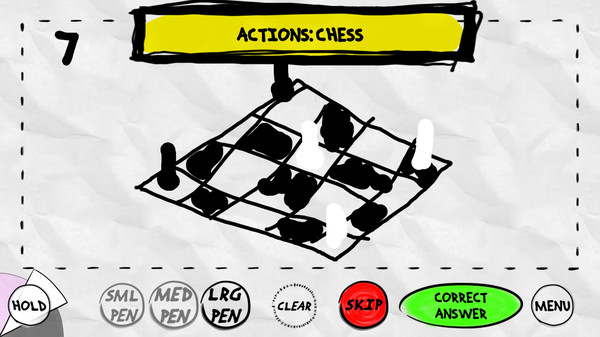 ACTIONS: CHESS
7
HOLD
SML
PEN
MED
PEN
LRG
PEN
CLEAR
SKIP
CORRECT
ANSWER
MENU